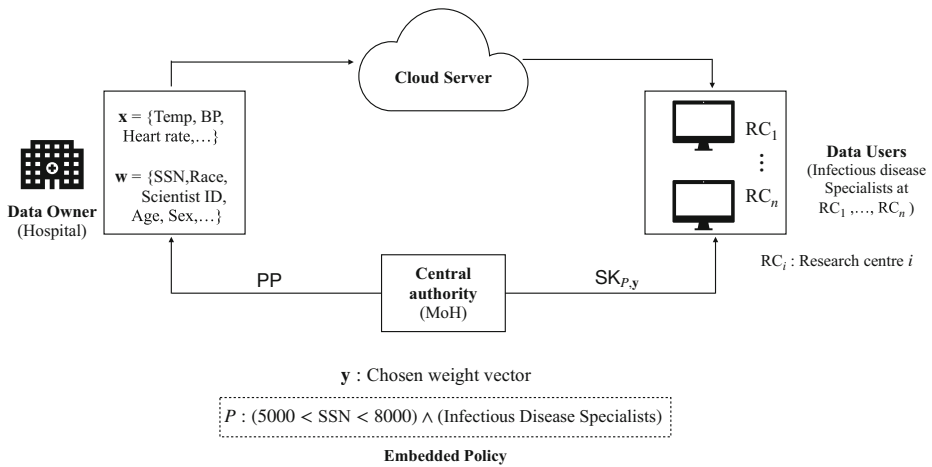 Cloud Server
𝐱 = {Temp, BP,
Heart rate,…}
𝐰 = {SSN,Race,
Scientist ID,
Age, Sex,…}
Data Owner
(Hospital)
RC₁
⋮
RCₙ
Data Users
(Infectious disease
Specialists at
RC₁ ,…, RCₙ )
RCᵢ : Research centre i
PP
Central
authority
(MoH)
SK_{P,𝐲}
𝐲 : Chosen weight vector
P : (5000 < SSN < 8000) ∧ (Infectious Disease Specialists)
Embedded Policy